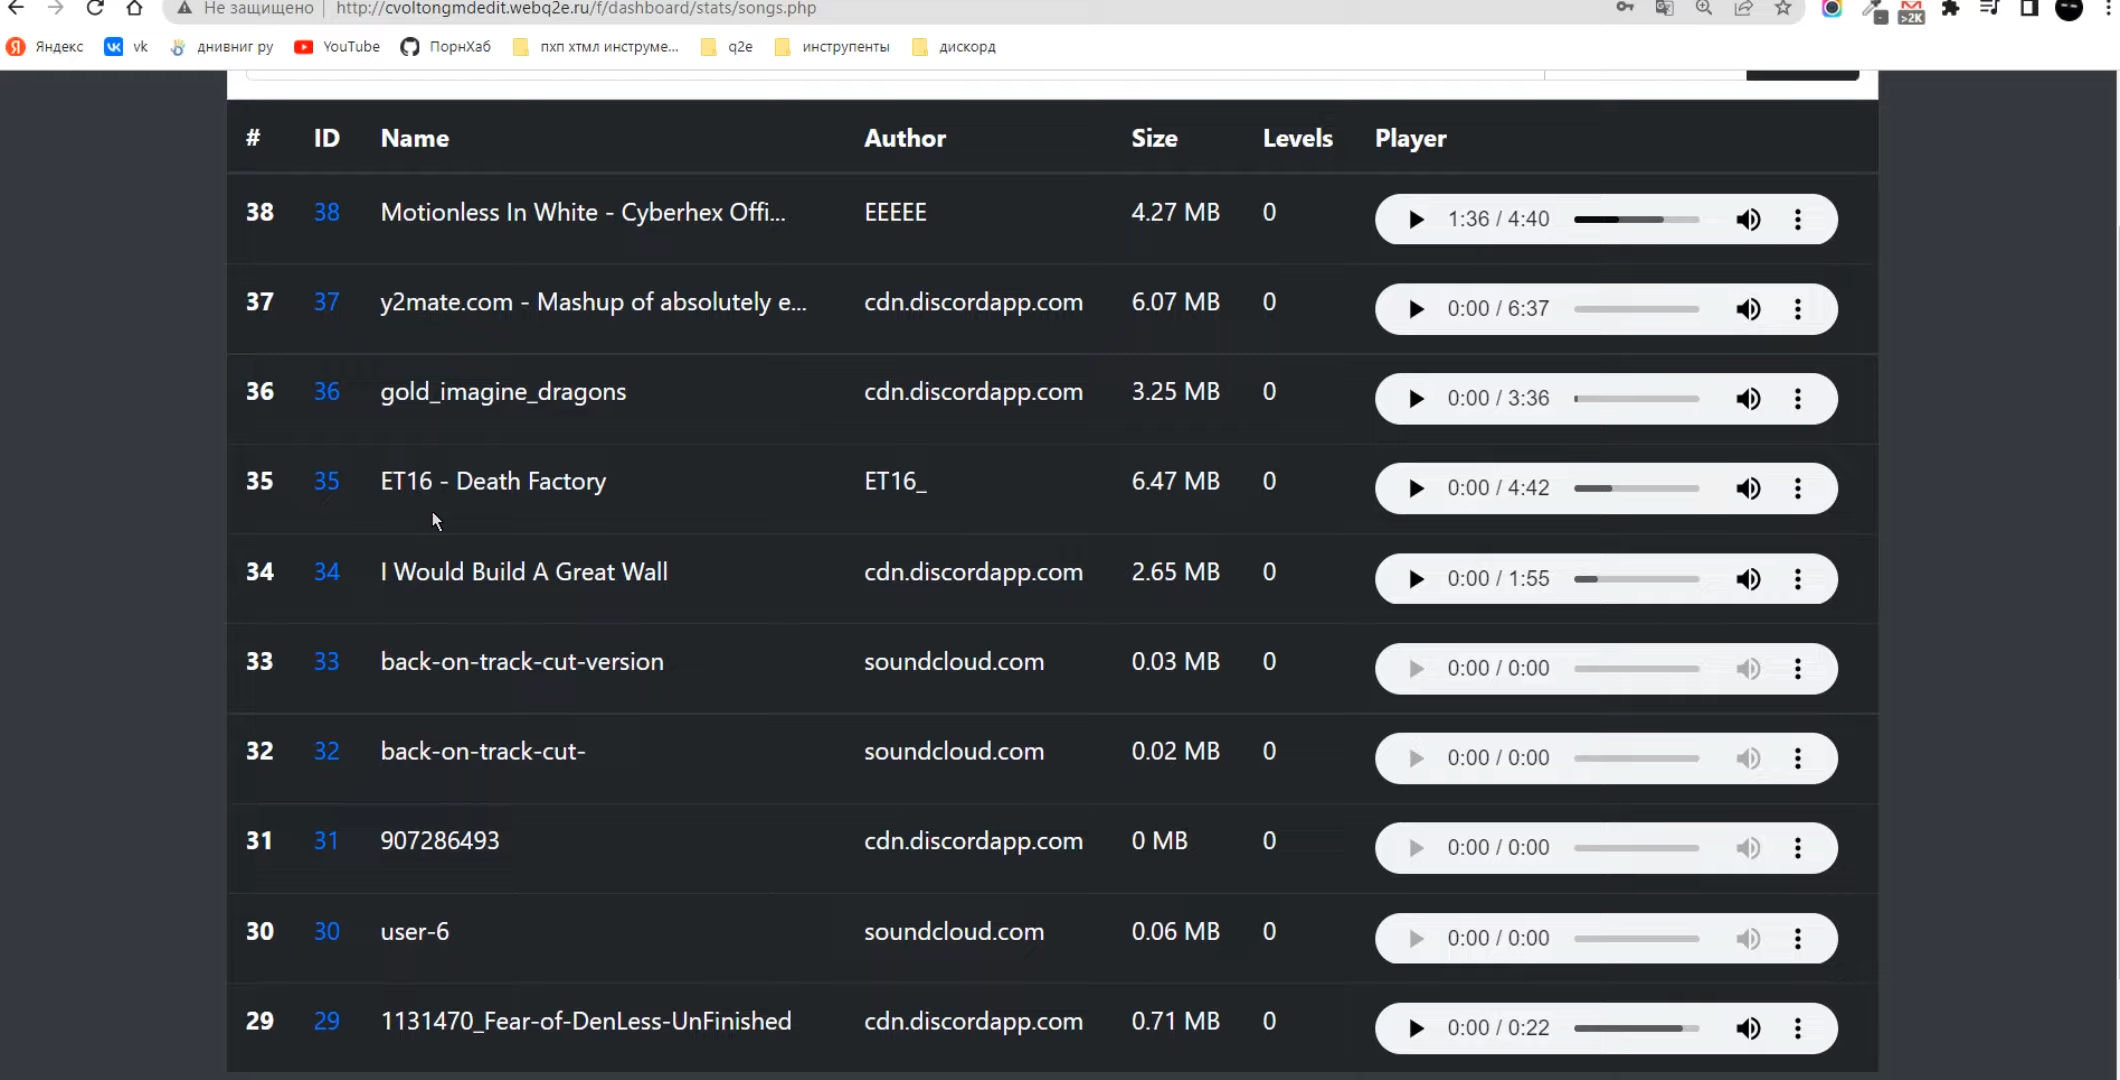 Не защищено | http://cvoltongmdedit.webq2e.ru/f/dashboard/stats/songs.php
>2K
Яндекс vk днивниг ру YouTube ПорнХаб пхп хтмл инструме... q2e инструпенты дискорд
# ID Name Author Size Levels Player
38 38 Motionless In White - Cyberhex Offi... EEEEE 4.27 MB 0 1:36 / 4:40
37 37 y2mate.com - Mashup of absolutely e... cdn.discordapp.com 6.07 MB 0 0:00 / 6:37
36 36 gold_imagine_dragons cdn.discordapp.com 3.25 MB 0 0:00 / 3:36
35 35 ET16 - Death Factory ET16_ 6.47 MB 0 0:00 / 4:42
34 34 I Would Build A Great Wall cdn.discordapp.com 2.65 MB 0 0:00 / 1:55
33 33 back-on-track-cut-version soundcloud.com 0.03 MB 0 0:00 / 0:00
32 32 back-on-track-cut- soundcloud.com 0.02 MB 0 0:00 / 0:00
31 31 907286493 cdn.discordapp.com 0 MB 0 0:00 / 0:00
30 30 user-6 soundcloud.com 0.06 MB 0 0:00 / 0:00
29 29 1131470_Fear-of-DenLess-UnFinished cdn.discordapp.com 0.71 MB 0 0:00 / 0:22